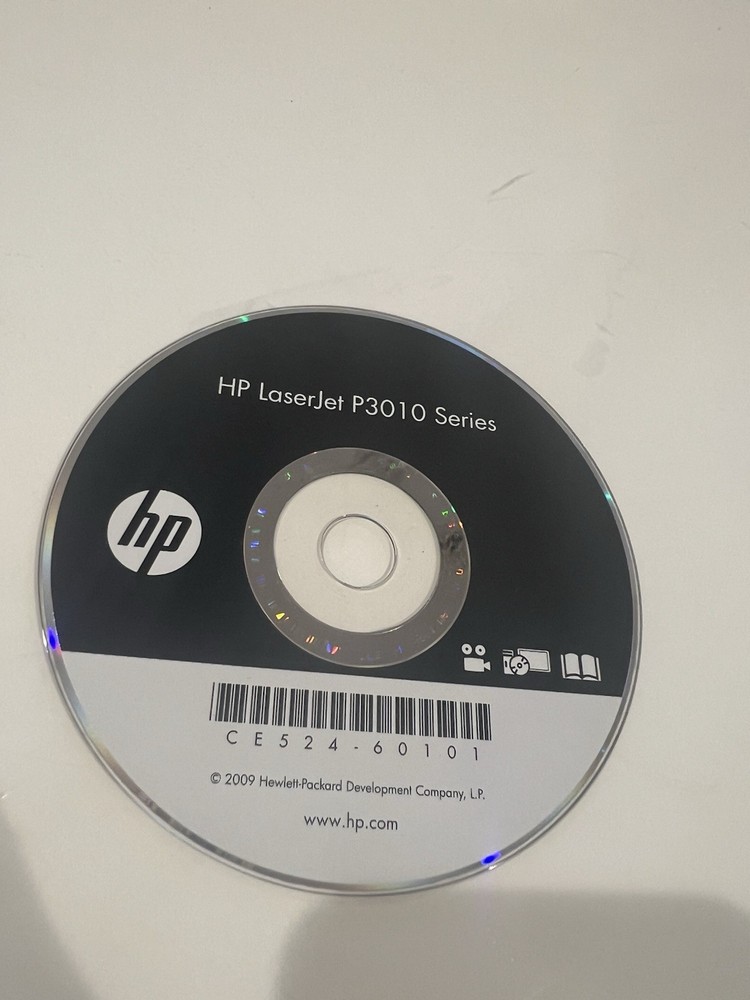 HP LaserJet P3010 Series
hp
CE524-60101
© 2009 Hewlett-Packard Development Company, L.P.
www.hp.com